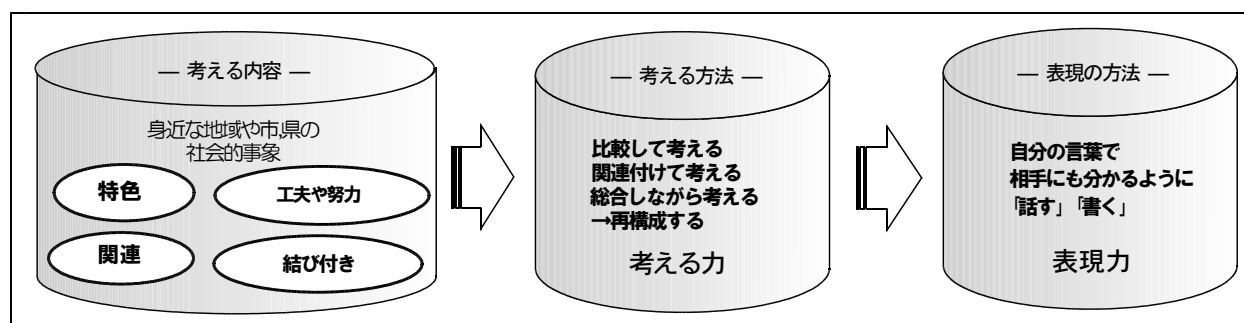 ― 考える内容 ―
身近な地域や市,県の
社会的事象
特色
工夫や努力
関連
結び付き
― 考える方法 ―
比較して考える
関連付けて考える
総合しながら考える
→再構成する
考える力
― 表現の方法 ―
自分の言葉で
相手にも分かるように
「話す」「書く」
表現力